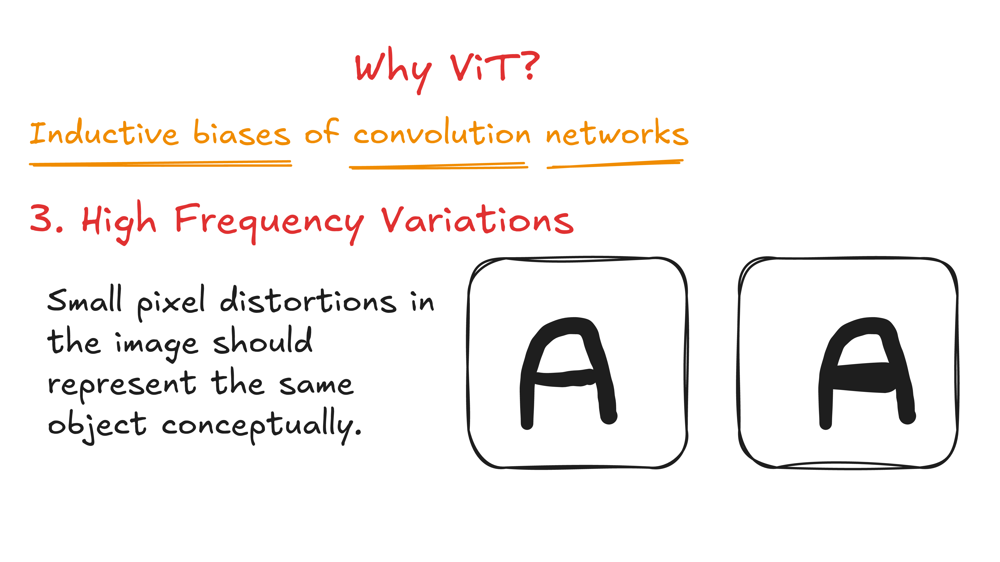 Why ViT?
Inductive biases of convolution networks
3. High Frequency Variations
Small pixel distortions in
the image should
represent the same
object conceptually.
A
A